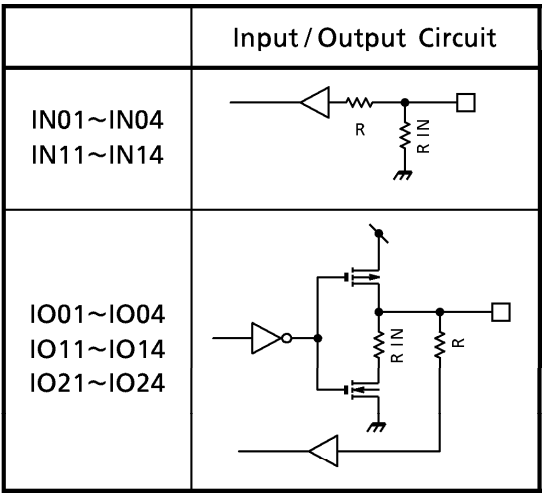 Input / Output Circuit
IN01~IN04
IN11~IN14
R
R IN
IO01~IO04
IO11~IO14
IO21~IO24
R IN
R